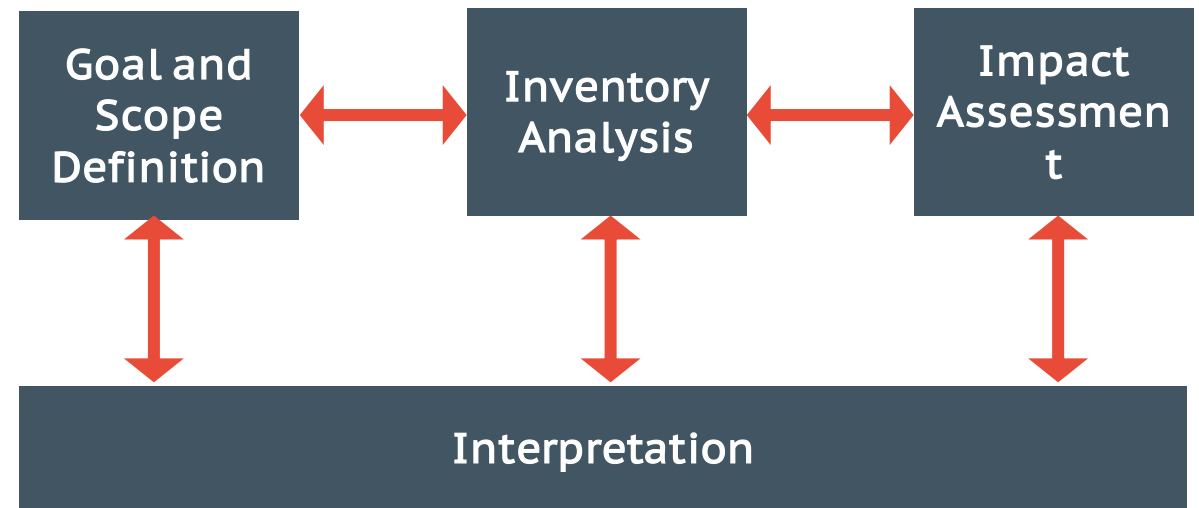 Goal and
Scope
Definition
Inventory
Analysis
Impact
Assessmen
t
Interpretation